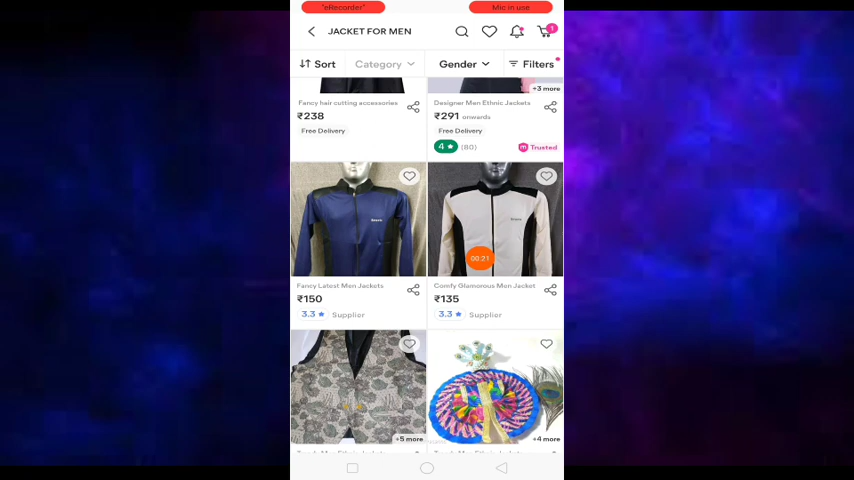 "eRecorder"
Mic in use
JACKET FOR MEN
1
Sort
Category
Gender
Filters
+3 more
Fancy hair cutting accessories
₹238
Free Delivery
Designer Men Ethnic Jackets
₹291 onwards
Free Delivery
4 ★ (80)
m Trusted
00:21
Fancy Latest Men Jackets
₹150
3.3 ★ Supplier
Comfy Glamorous Men Jacket
₹135
3.3 ★ Supplier
+5 more
+4 more